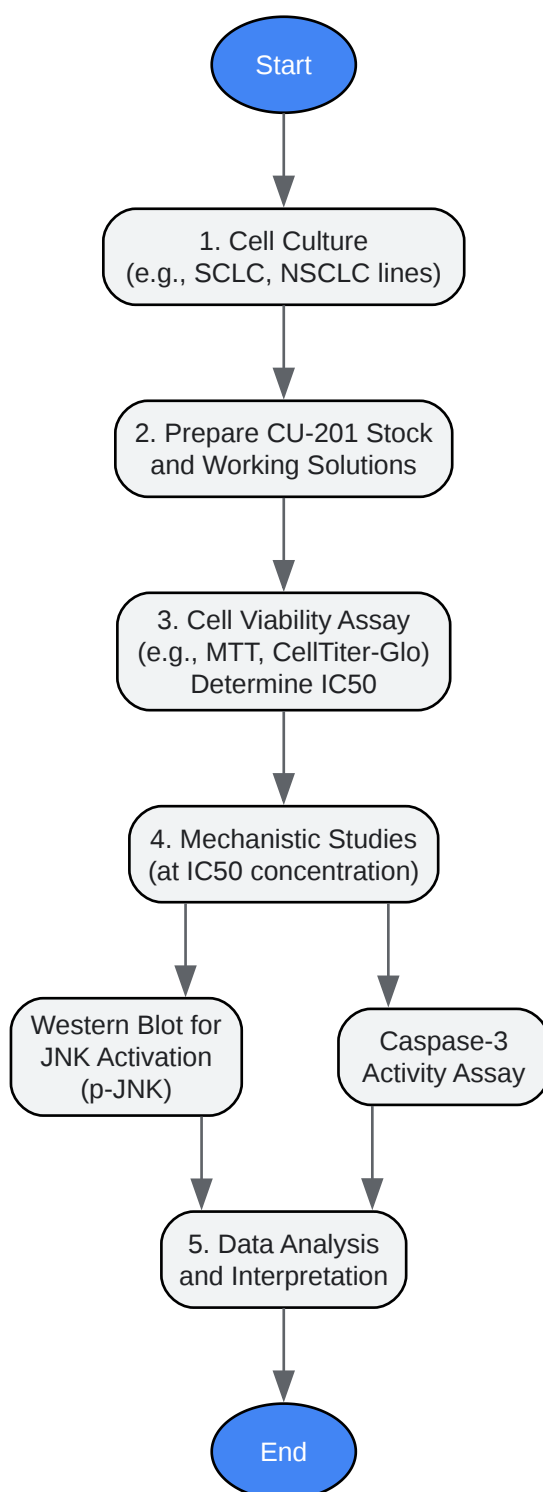 Start
1. Cell Culture
(e.g., SCLC, NSCLC lines)
2. Prepare CU-201 Stock
and Working Solutions
3. Cell Viability Assay
(e.g., MTT, CellTiter-Glo)
Determine IC50
4. Mechanistic Studies
(at IC50 concentration)
Western Blot for
JNK Activation
(p-JNK)
Caspase-3
Activity Assay
5. Data Analysis
and Interpretation
End